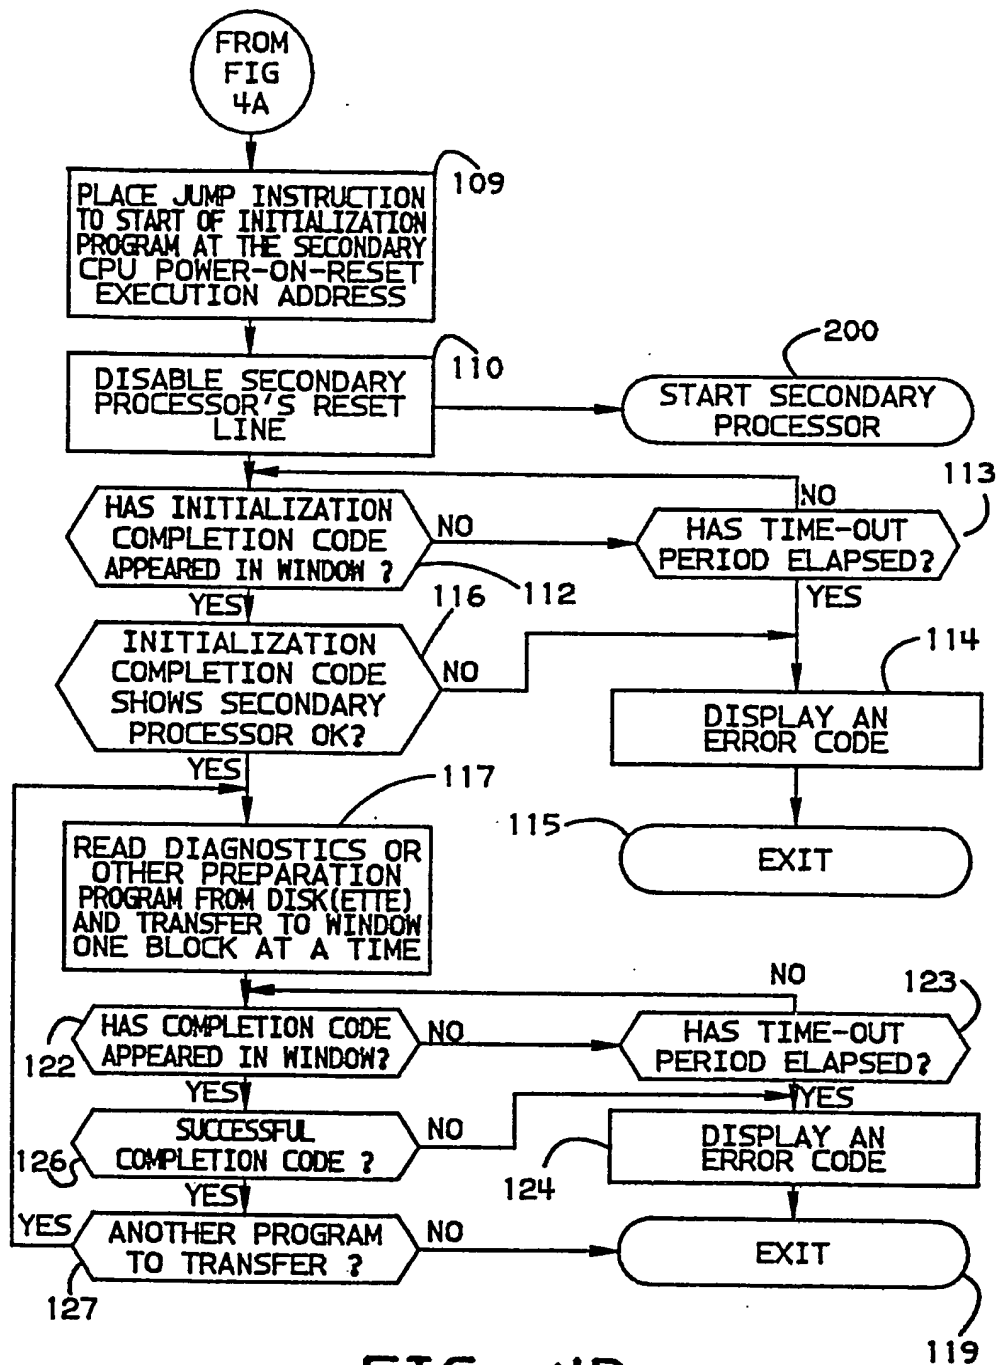 FROM
FIG
4A
PLACE JUMP INSTRUCTION
TO START OF INITIALIZATION
PROGRAM AT THE SECONDARY
CPU POWER-ON-RESET
EXECUTION ADDRESS
109
DISABLE SECONDARY
PROCESSOR'S RESET
LINE
110
200
START SECONDARY
PROCESSOR
HAS INITIALIZATION
COMPLETION CODE
APPEARED IN WINDOW ?
NO
112
YES
NO
113
HAS TIME-OUT
PERIOD ELAPSED?
YES
116
INITIALIZATION
COMPLETION CODE
SHOWS SECONDARY
PROCESSOR OK?
NO
YES
114
DISPLAY AN
ERROR CODE
115
EXIT
117
READ DIAGNOSTICS OR
OTHER PREPARATION
PROGRAM FROM DISK(ETTE)
AND TRANSFER TO WINDOW
ONE BLOCK AT A TIME
HAS COMPLETION CODE
APPEARED IN WINDOW?
122
NO
YES
NO
123
HAS TIME-OUT
PERIOD ELAPSED?
YES
SUCCESSFUL
COMPLETION CODE ?
126
NO
YES
DISPLAY AN
ERROR CODE
124
YES
ANOTHER PROGRAM
TO TRANSFER ?
127
NO
EXIT
119